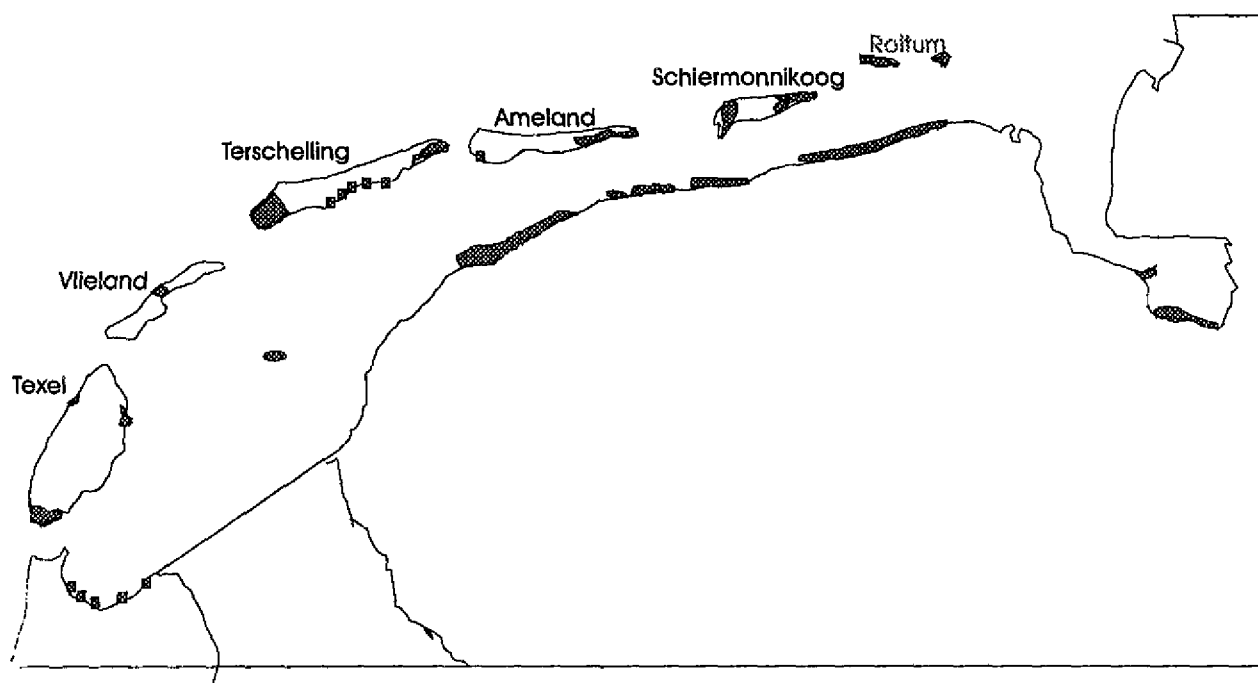 Rottum
Schiermonnikoog
Ameland
Terschelling
Vlieland
Texel